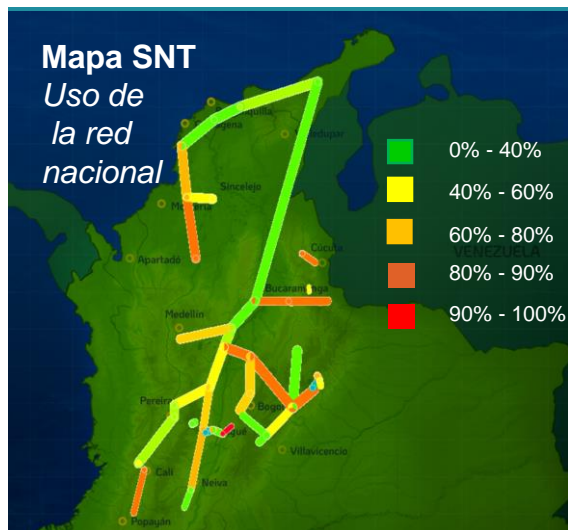 Mapa SNT
Uso de
la red
nacional
0% - 40%
40% - 60%
60% - 80%
80% - 90%
90% - 100%
Sincelejo
Apartadó
Cúcuta
VENEZUELA
Bucaramanga
Medellín
Pereira
Villavicencio
Cali
Neiva
Popayán